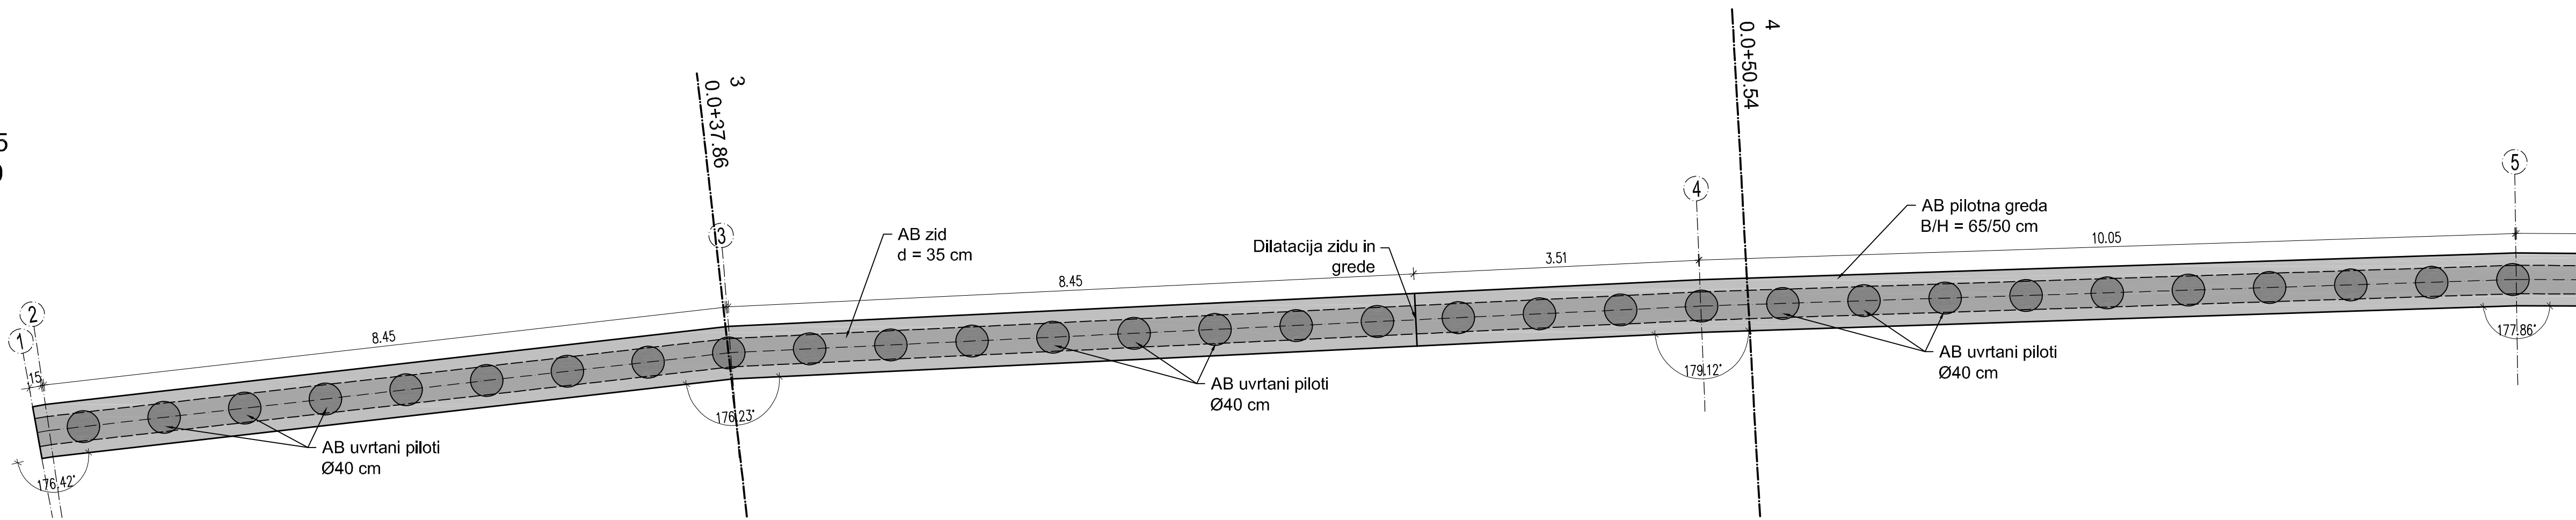 5
1
2
15
8.45
176.42°
AB uvrtani piloti
Ø40 cm
3
0.0+37.86
3
176.23°
AB zid
d = 35 cm
8.45
AB uvrtani piloti
Ø40 cm
Dilatacija zidu in
grede
3.51
4
179.12°
4
0.0+50.54
AB pilotna greda
B/H = 65/50 cm
10.05
AB uvrtani piloti
Ø40 cm
5
177.86°